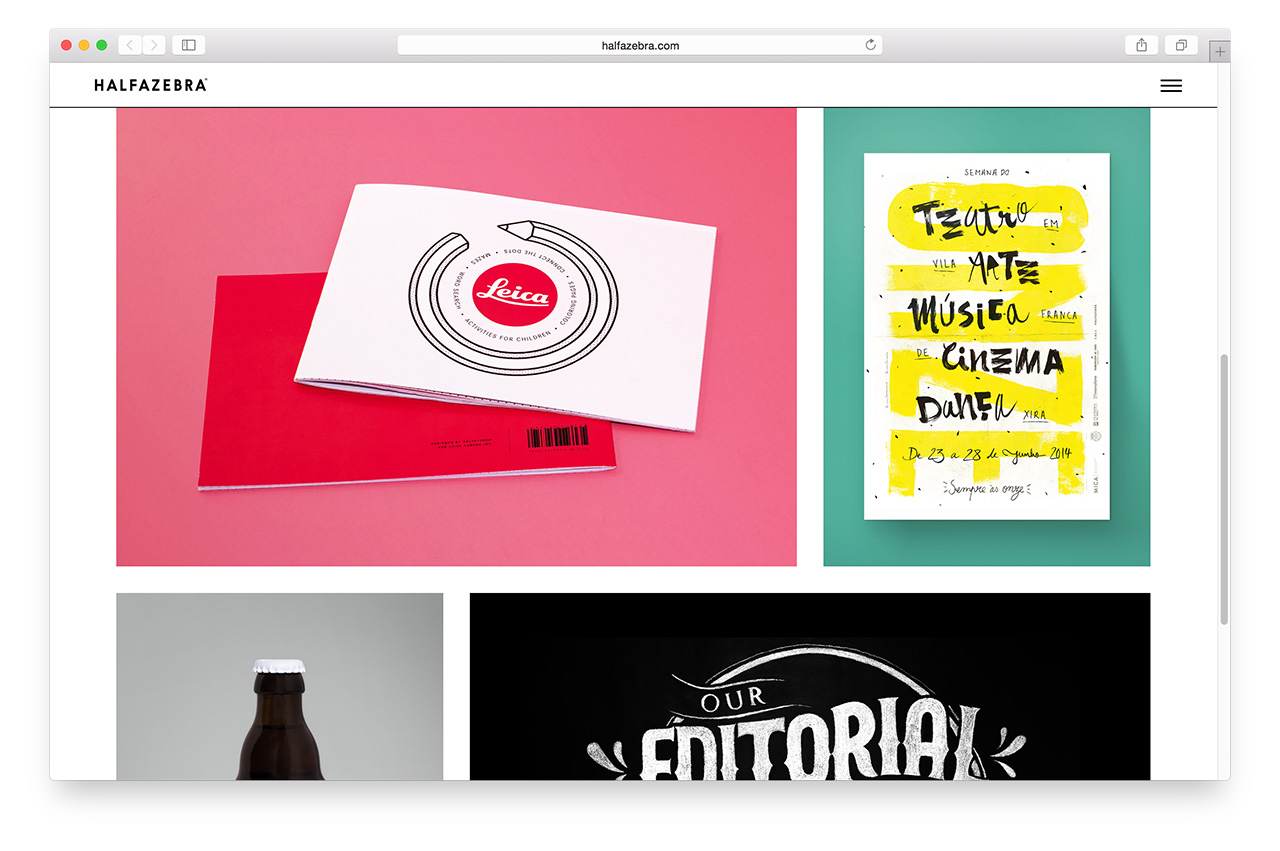 halfazebra.com
HALFAZEBRA
CONNECT THE DOTS • MAZES • WORD SEARCH • ACTIVITIES FOR CHILDREN • COLORING PAGES •
Leica
SEMANA DO
TEatrO EM
VILA ARTE
MÚSICA FRANCA
DE CINEMA
DANÇA XIRA
De 23 a 28 de Junho 2014
Sempre às onze
MICA
OUR
EDITORIAL